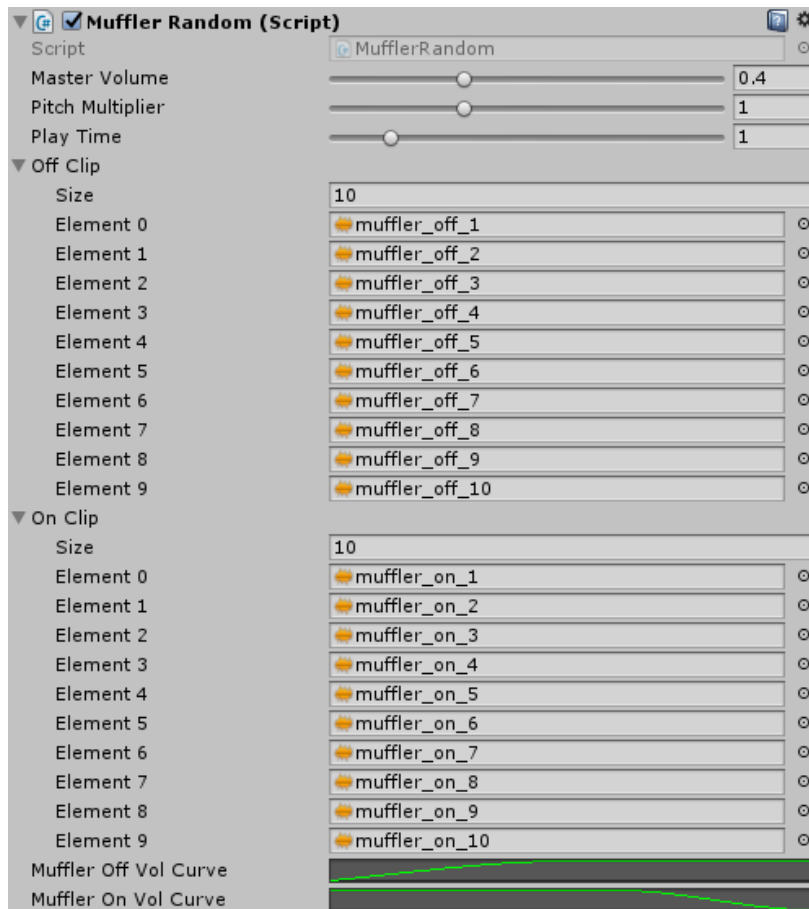 Muffler Random (Script)
Script MufflerRandom
Master Volume 0.4
Pitch Multiplier 1
Play Time 1
Off Clip
Size 10
Element 0 muffler_off_1
Element 1 muffler_off_2
Element 2 muffler_off_3
Element 3 muffler_off_4
Element 4 muffler_off_5
Element 5 muffler_off_6
Element 6 muffler_off_7
Element 7 muffler_off_8
Element 8 muffler_off_9
Element 9 muffler_off_10
On Clip
Size 10
Element 0 muffler_on_1
Element 1 muffler_on_2
Element 2 muffler_on_3
Element 3 muffler_on_4
Element 4 muffler_on_5
Element 5 muffler_on_6
Element 6 muffler_on_7
Element 7 muffler_on_8
Element 8 muffler_on_9
Element 9 muffler_on_10
Muffler Off Vol Curve
Muffler On Vol Curve